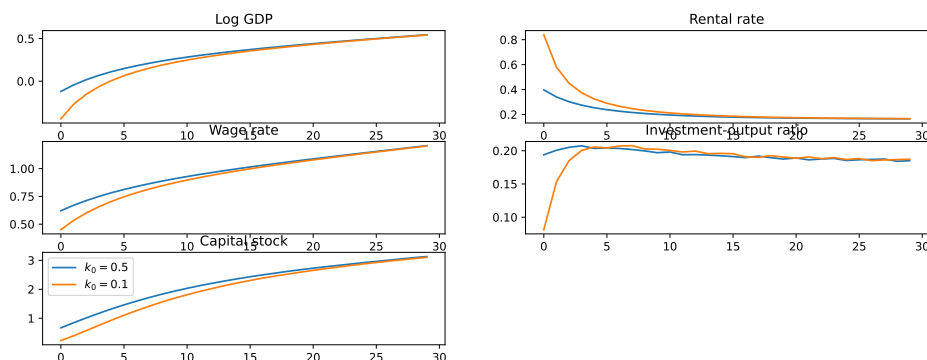 Log GDP
0.5
0.0
0 5 10 15 20 25 30
Rental rate
0.8
0.6
0.4
0.2
0 5 10 15 20 25 30
Wage rate
1.00
0.75
0.50
0 5 10 15 20 25 30
Investment-output ratio
0.20
0.15
0.10
0 5 10 15 20 25 30
Capital stock
3
2
1
k₀ = 0.5
k₀ = 0.1
0 5 10 15 20 25 30